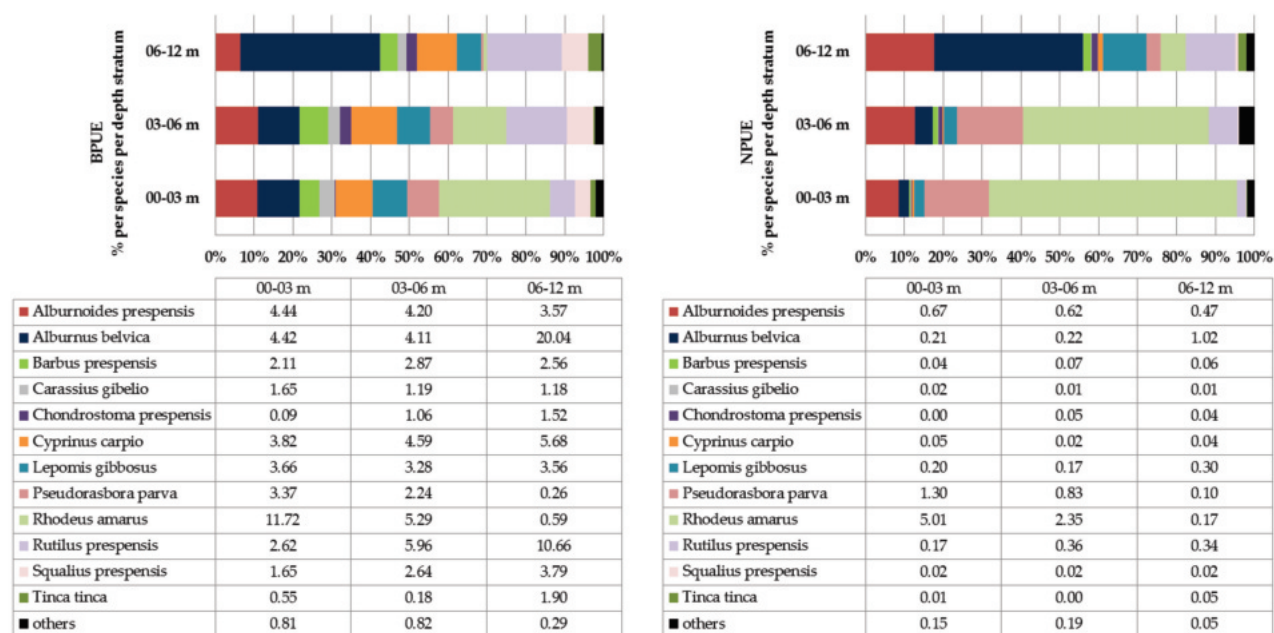 BPUE
% per species per depth stratum
06-12 m
03-06 m
00-03 m
0% 10% 20% 30% 40% 50% 60% 70% 80% 90% 100%
00-03 m 03-06 m 06-12 m
Alburnoides prespensis 4.44 4.20 3.57
Alburnus belvica 4.42 4.11 20.04
Barbus prespensis 2.11 2.87 2.56
Carassius gibelio 1.65 1.19 1.18
Chondrostoma prespensis 0.09 1.06 1.52
Cyprinus carpio 3.82 4.59 5.68
Lepomis gibbosus 3.66 3.28 3.56
Pseudorasbora parva 3.37 2.24 0.26
Rhodeus amarus 11.72 5.29 0.59
Rutilus prespensis 2.62 5.96 10.66
Squalius prespensis 1.65 2.64 3.79
Tinca tinca 0.55 0.18 1.90
others 0.81 0.82 0.29
NPUE
% per species per depth stratum
06-12 m
03-06 m
00-03 m
0% 10% 20% 30% 40% 50% 60% 70% 80% 90% 100%
00-03 m 03-06 m 06-12 m
Alburnoides prespensis 0.67 0.62 0.47
Alburnus belvica 0.21 0.22 1.02
Barbus prespensis 0.04 0.07 0.06
Carassius gibelio 0.02 0.01 0.01
Chondrostoma prespensis 0.00 0.05 0.04
Cyprinus carpio 0.05 0.02 0.04
Lepomis gibbosus 0.20 0.17 0.30
Pseudorasbora parva 1.30 0.83 0.10
Rhodeus amarus 5.01 2.35 0.17
Rutilus prespensis 0.17 0.36 0.34
Squalius prespensis 0.02 0.02 0.02
Tinca tinca 0.01 0.00 0.05
others 0.15 0.19 0.05